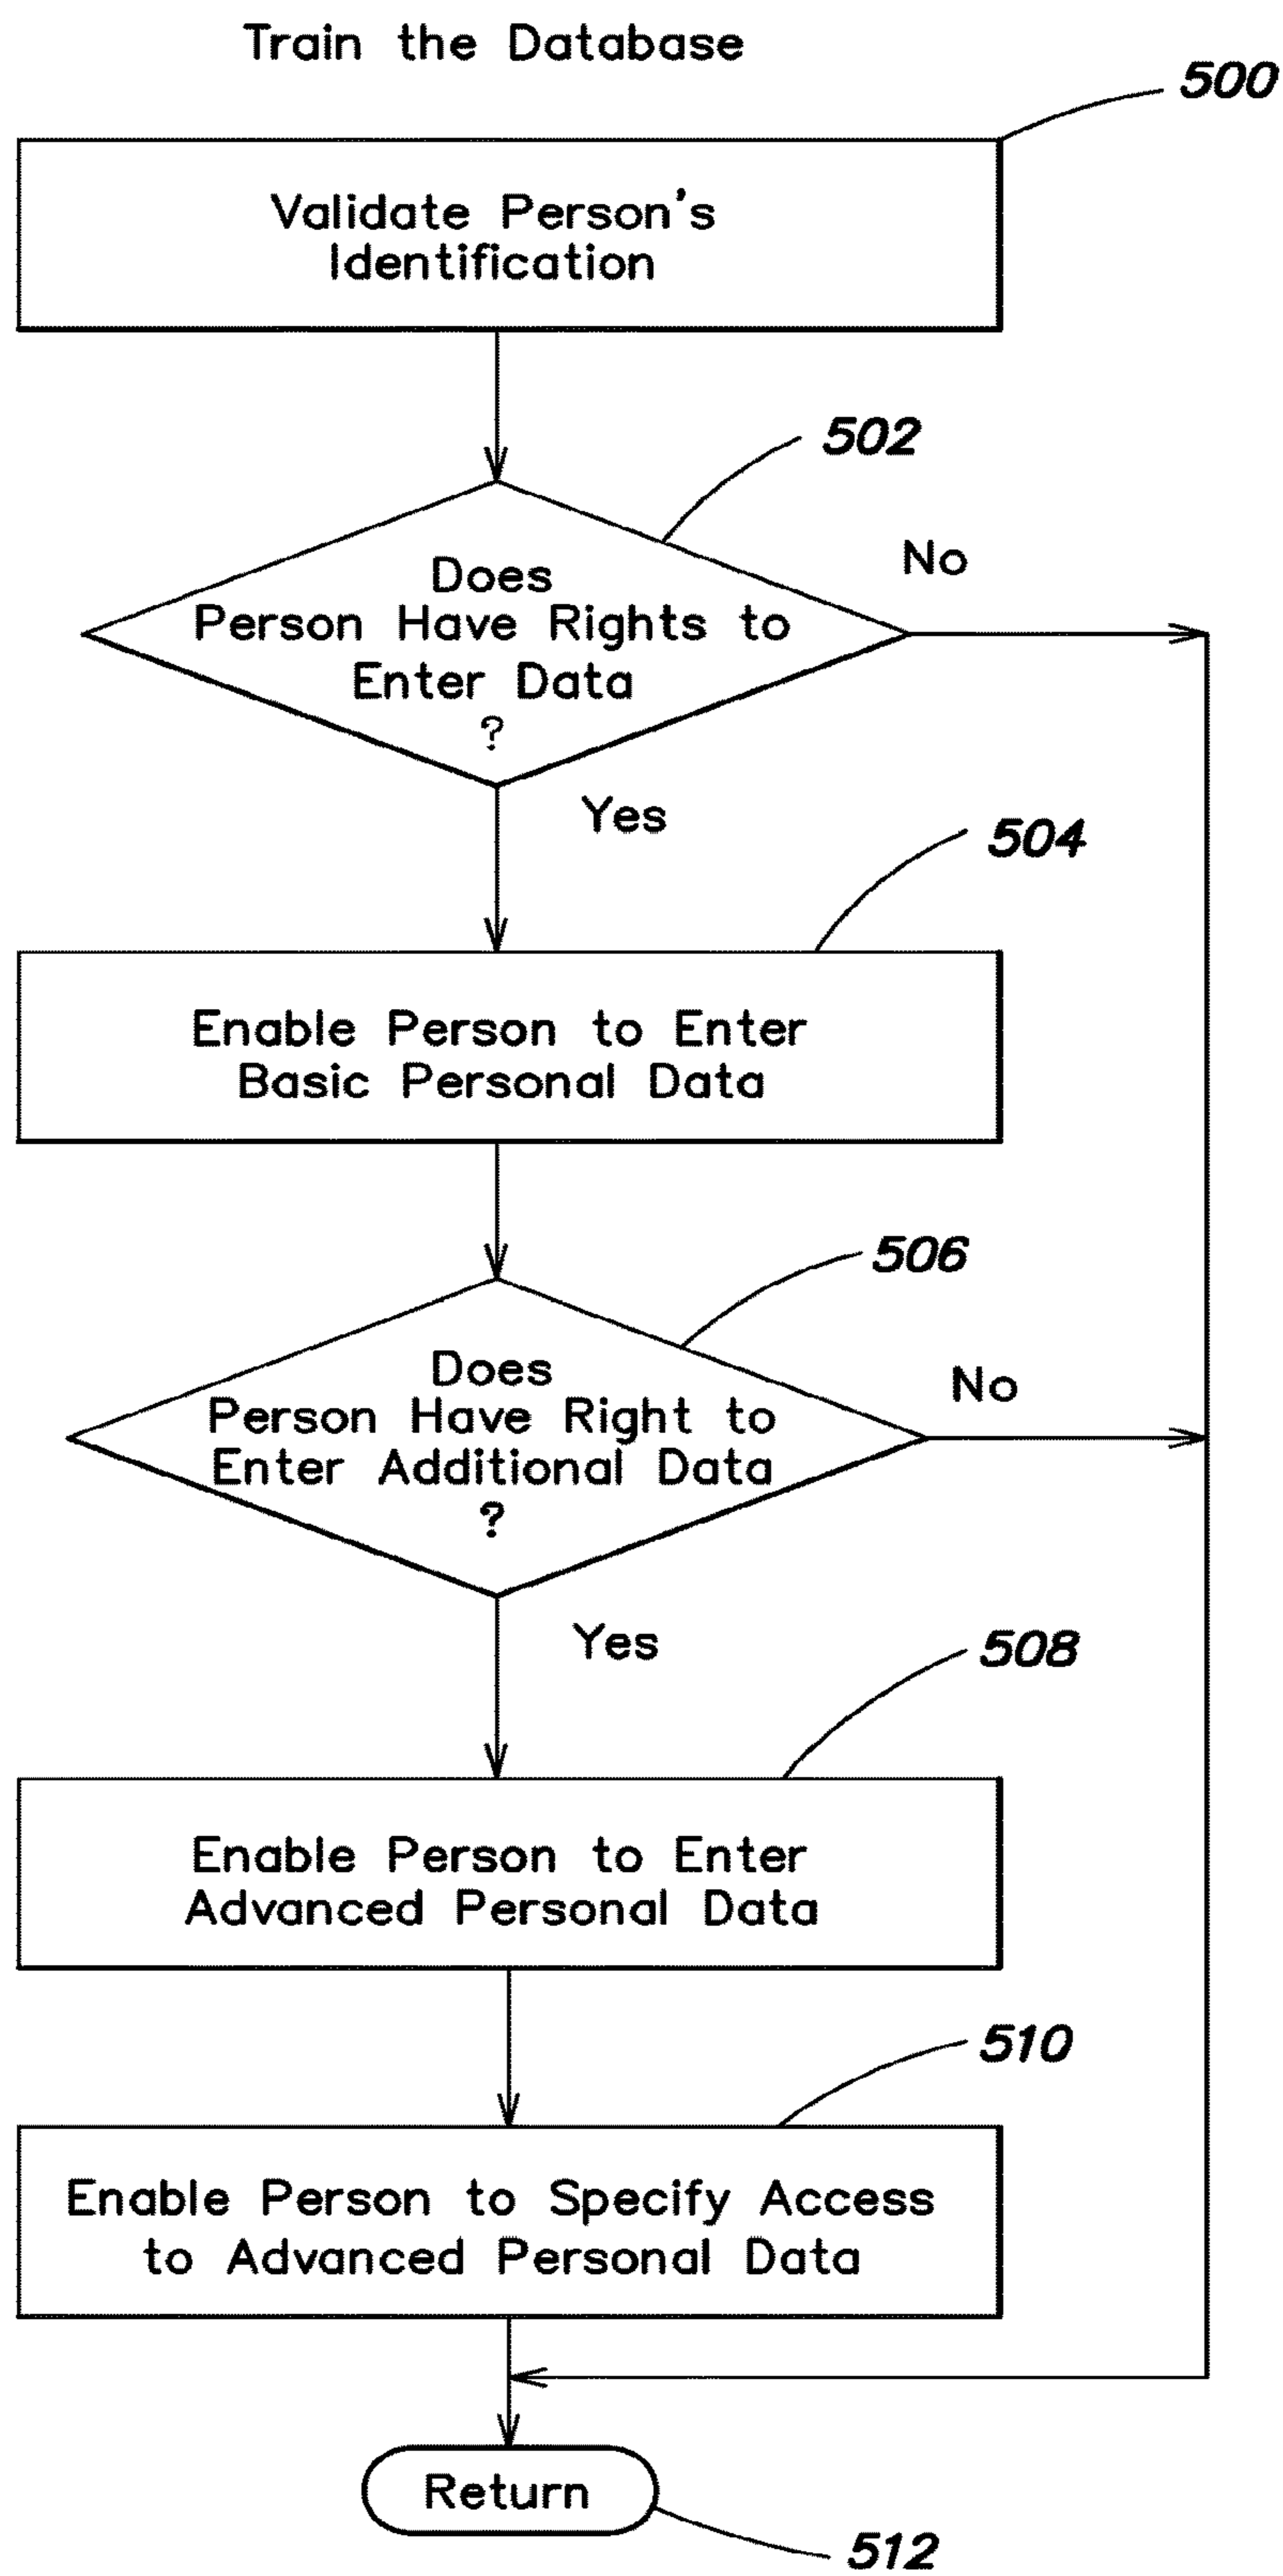 Train the Database
500
Validate Person's
Identification
502
Does
Person Have Rights to
Enter Data
?
No
Yes
504
Enable Person to Enter
Basic Personal Data
506
Does
Person Have Right to
Enter Additional Data
?
No
Yes
508
Enable Person to Enter
Advanced Personal Data
510
Enable Person to Specify Access
to Advanced Personal Data
Return
512